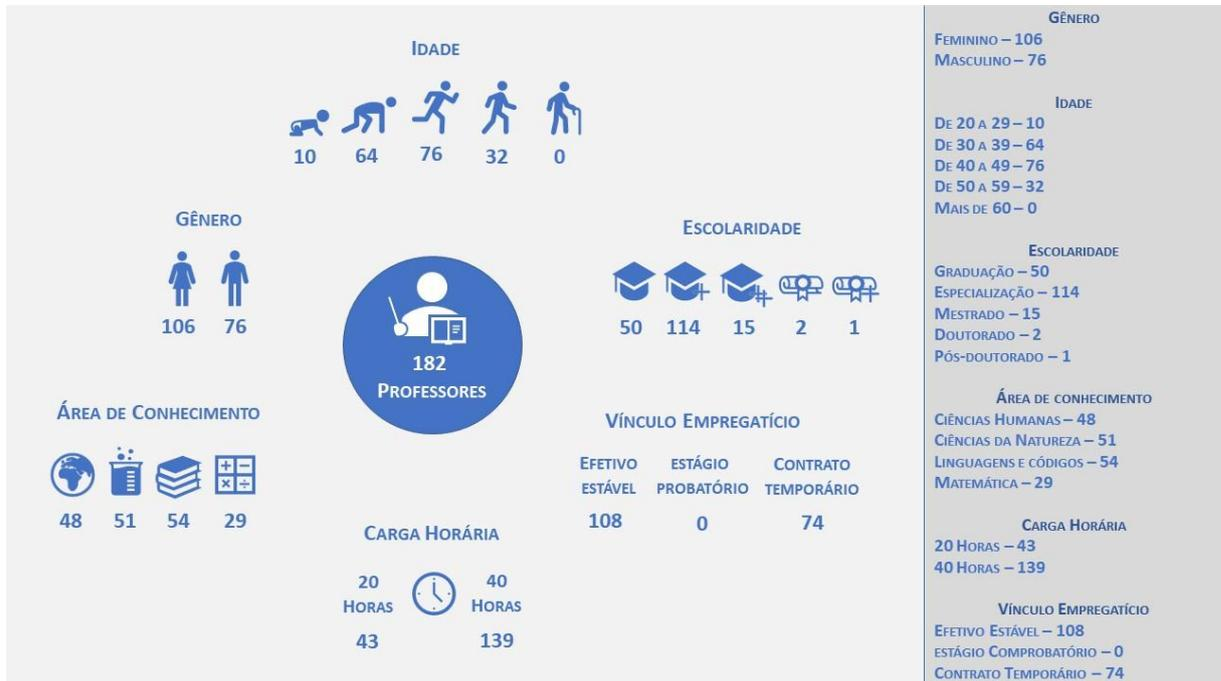 Idade
10 64 76 32 0
Gênero
106 76
Escolaridade
50 114 15 2 1
182
Professores
Área de Conhecimento
48 51 54 29
Vínculo Empregatício
Efetivo Estável
estágio Probatório
Contrato Temporário
108 0 74
Carga Horária
20 Horas
40 Horas
43 139
Gênero
Feminino – 106
Masculino – 76
Idade
De 20 a 29 – 10
De 30 a 39 – 64
De 40 a 49 – 76
De 50 a 59 – 32
Mais de 60 – 0
Escolaridade
Graduação – 50
Especialização – 114
Mestrado – 15
Doutorado – 2
Pós-doutorado – 1
Área de conhecimento
Ciências Humanas – 48
Ciências da Natureza – 51
Linguagens e códigos – 54
Matemática – 29
Carga Horária
20 Horas – 43
40 Horas – 139
Vínculo Empregatício
Efetivo Estável – 108
estágio Comprobatório – 0
Contrato Temporário – 74